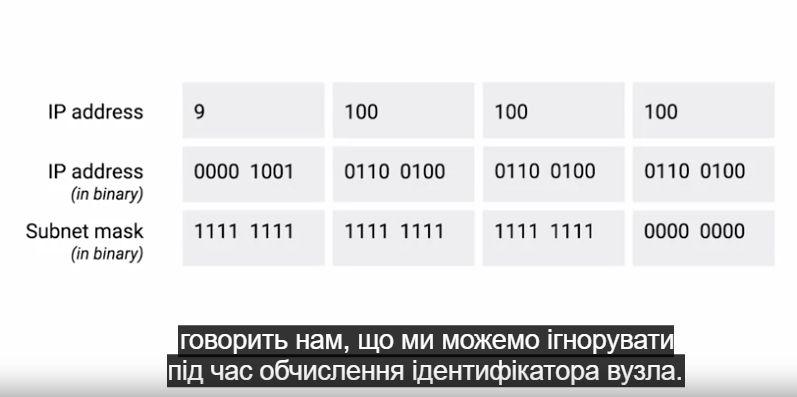 IP address 9 100 100 100
IP address 0000 1001 0110 0100 0110 0100 0110 0100
(in binary)
Subnet mask 1111 1111 1111 1111 1111 1111 0000 0000
(in binary)
говорить нам, що ми можемо ігнорувати
під час обчислення ідентифікатора вузла.